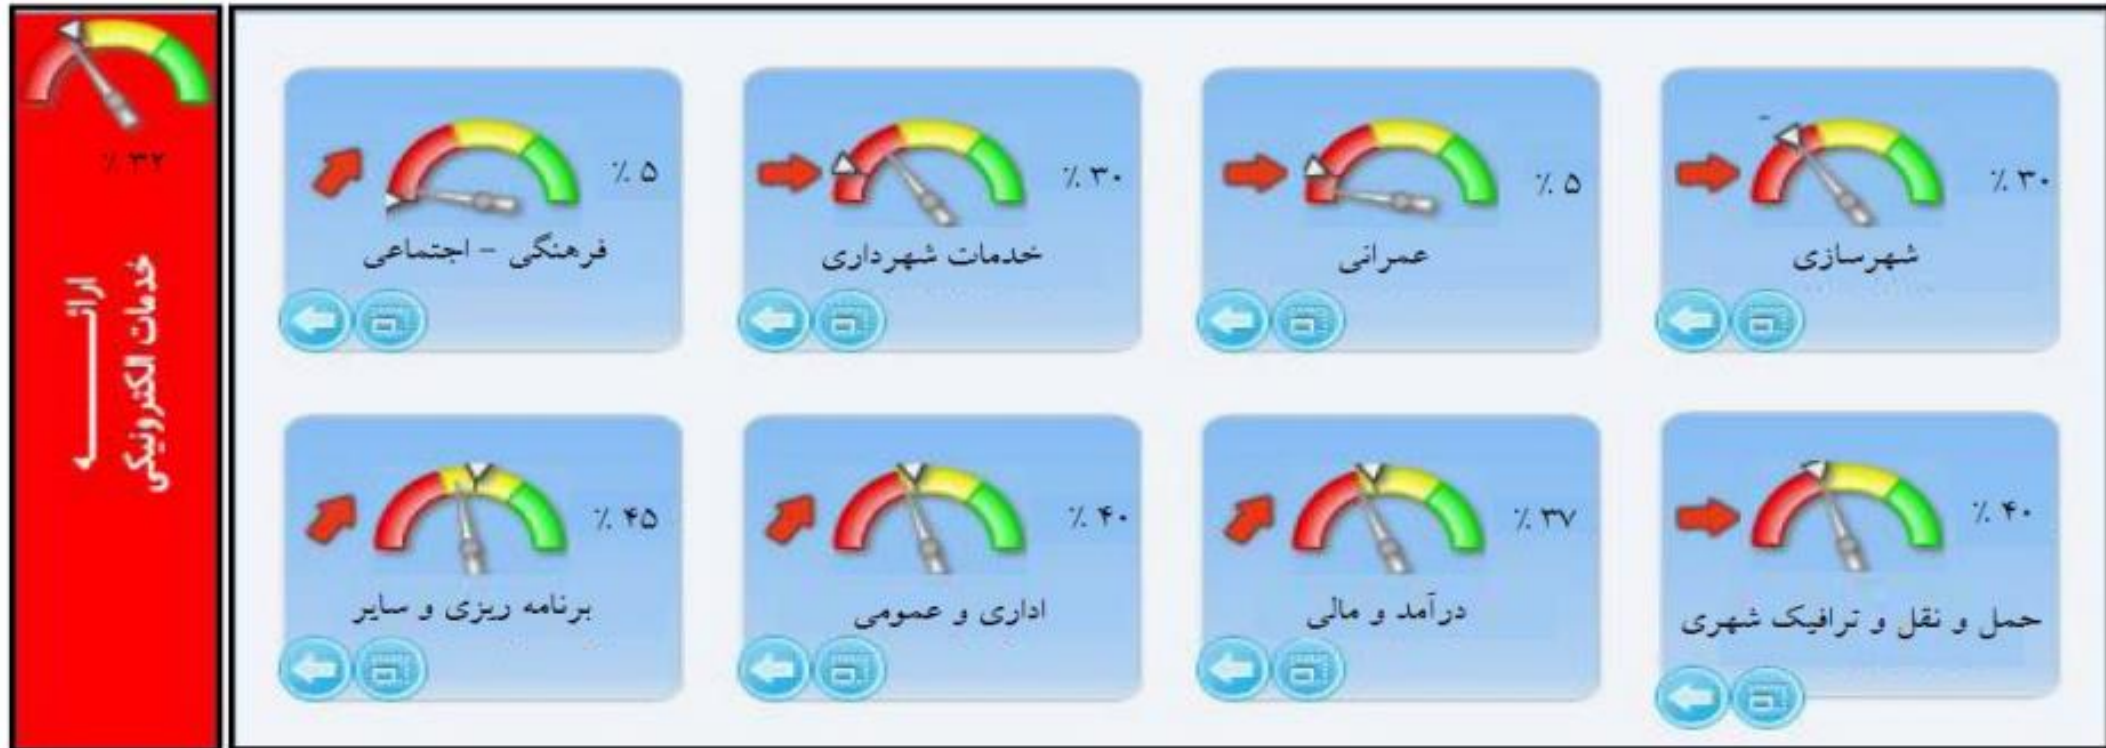 ٪ ۳۲
ارائـــه
خدمات الکترونیکی
٪ ۳۰
شهرسازی
٪ ۵
عمرانی
٪ ۳۰
خدمات شهرداری
٪ ۵
فرهنگی - اجتماعی
٪ ۴۰
حمل و نقل و ترافیک شهری
٪ ۳۷
درآمد و مالی
٪ ۴۰
اداری و عمومی
٪ ۴۵
برنامه ریزی و سایر